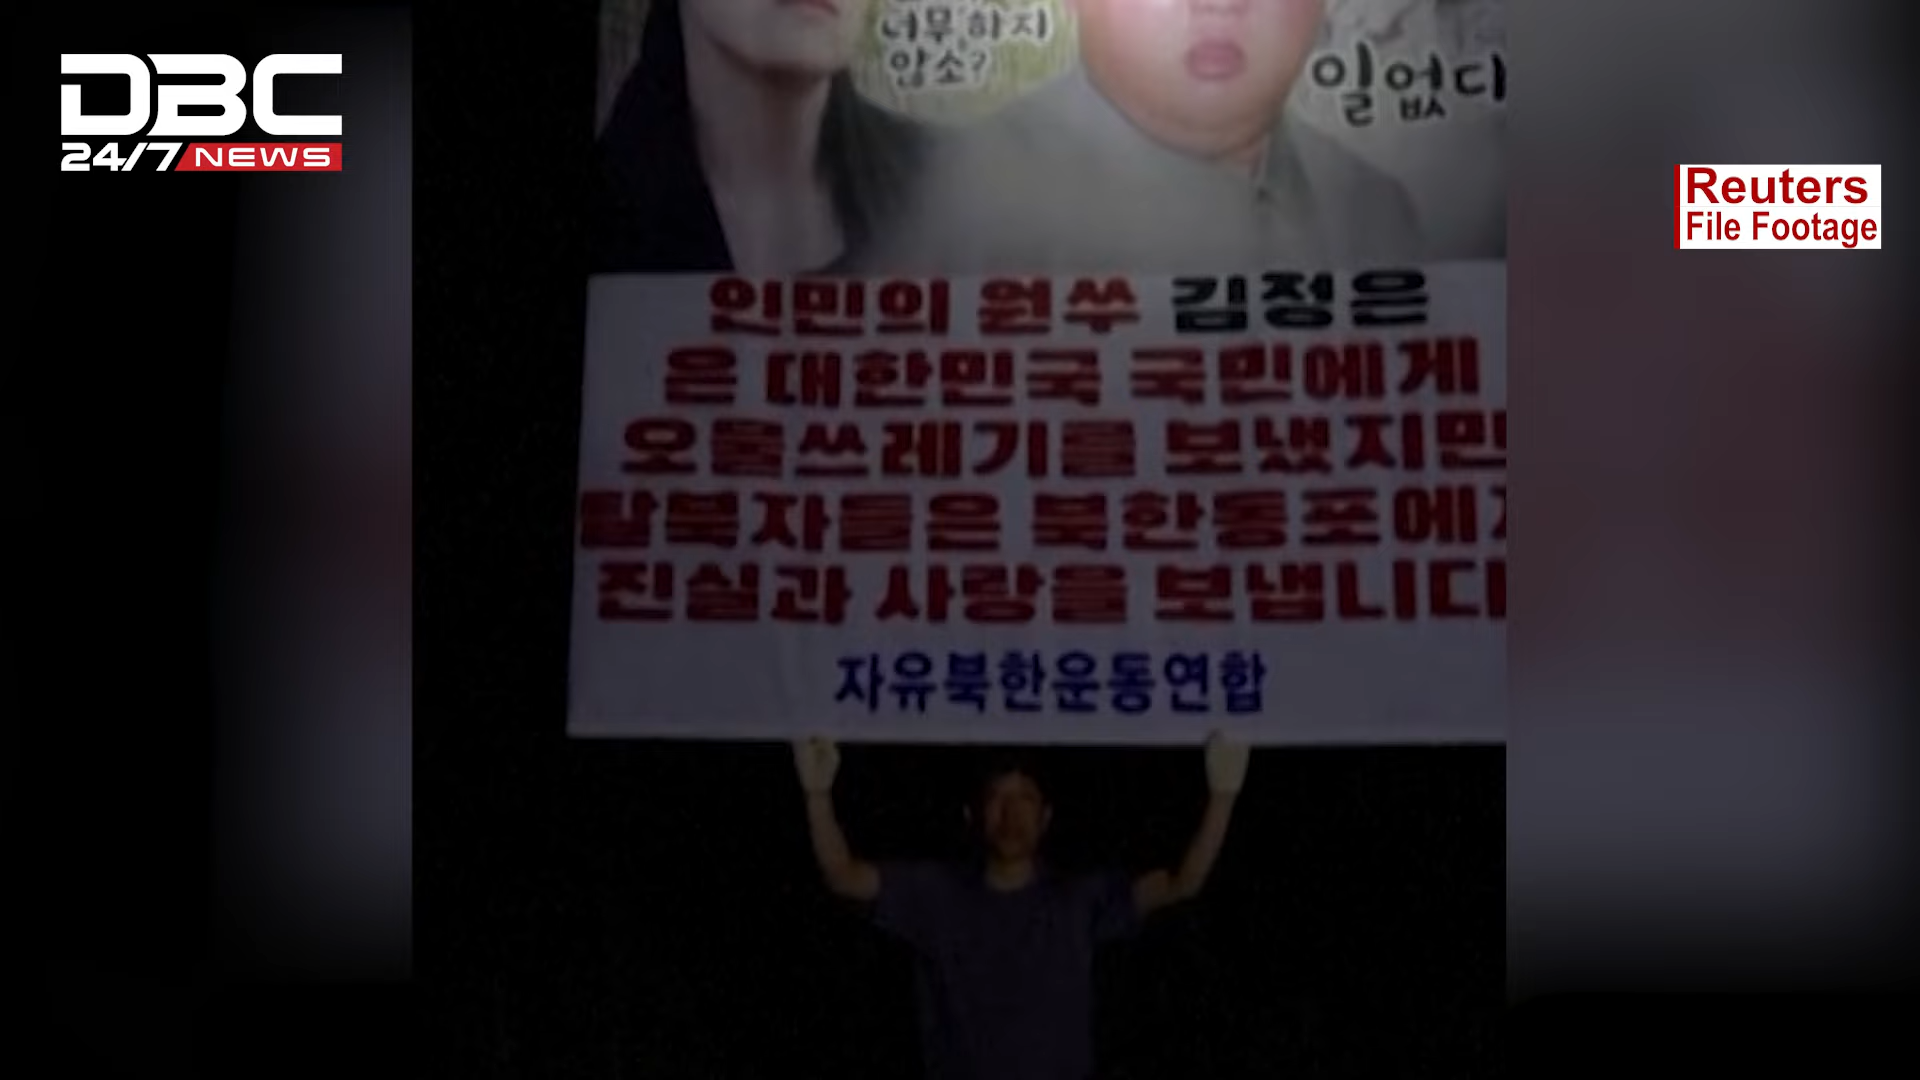 DBC
24/7 NEWS
Reuters
File Footage
너무하지
않소?
일없다
인민의 원쑤 김정은
은 대한민국 국민에게
오물쓰레기를 보냈지만
탈북자들은 북한동포에게
진실과 사랑을 보냅니다
자유북한운동연합